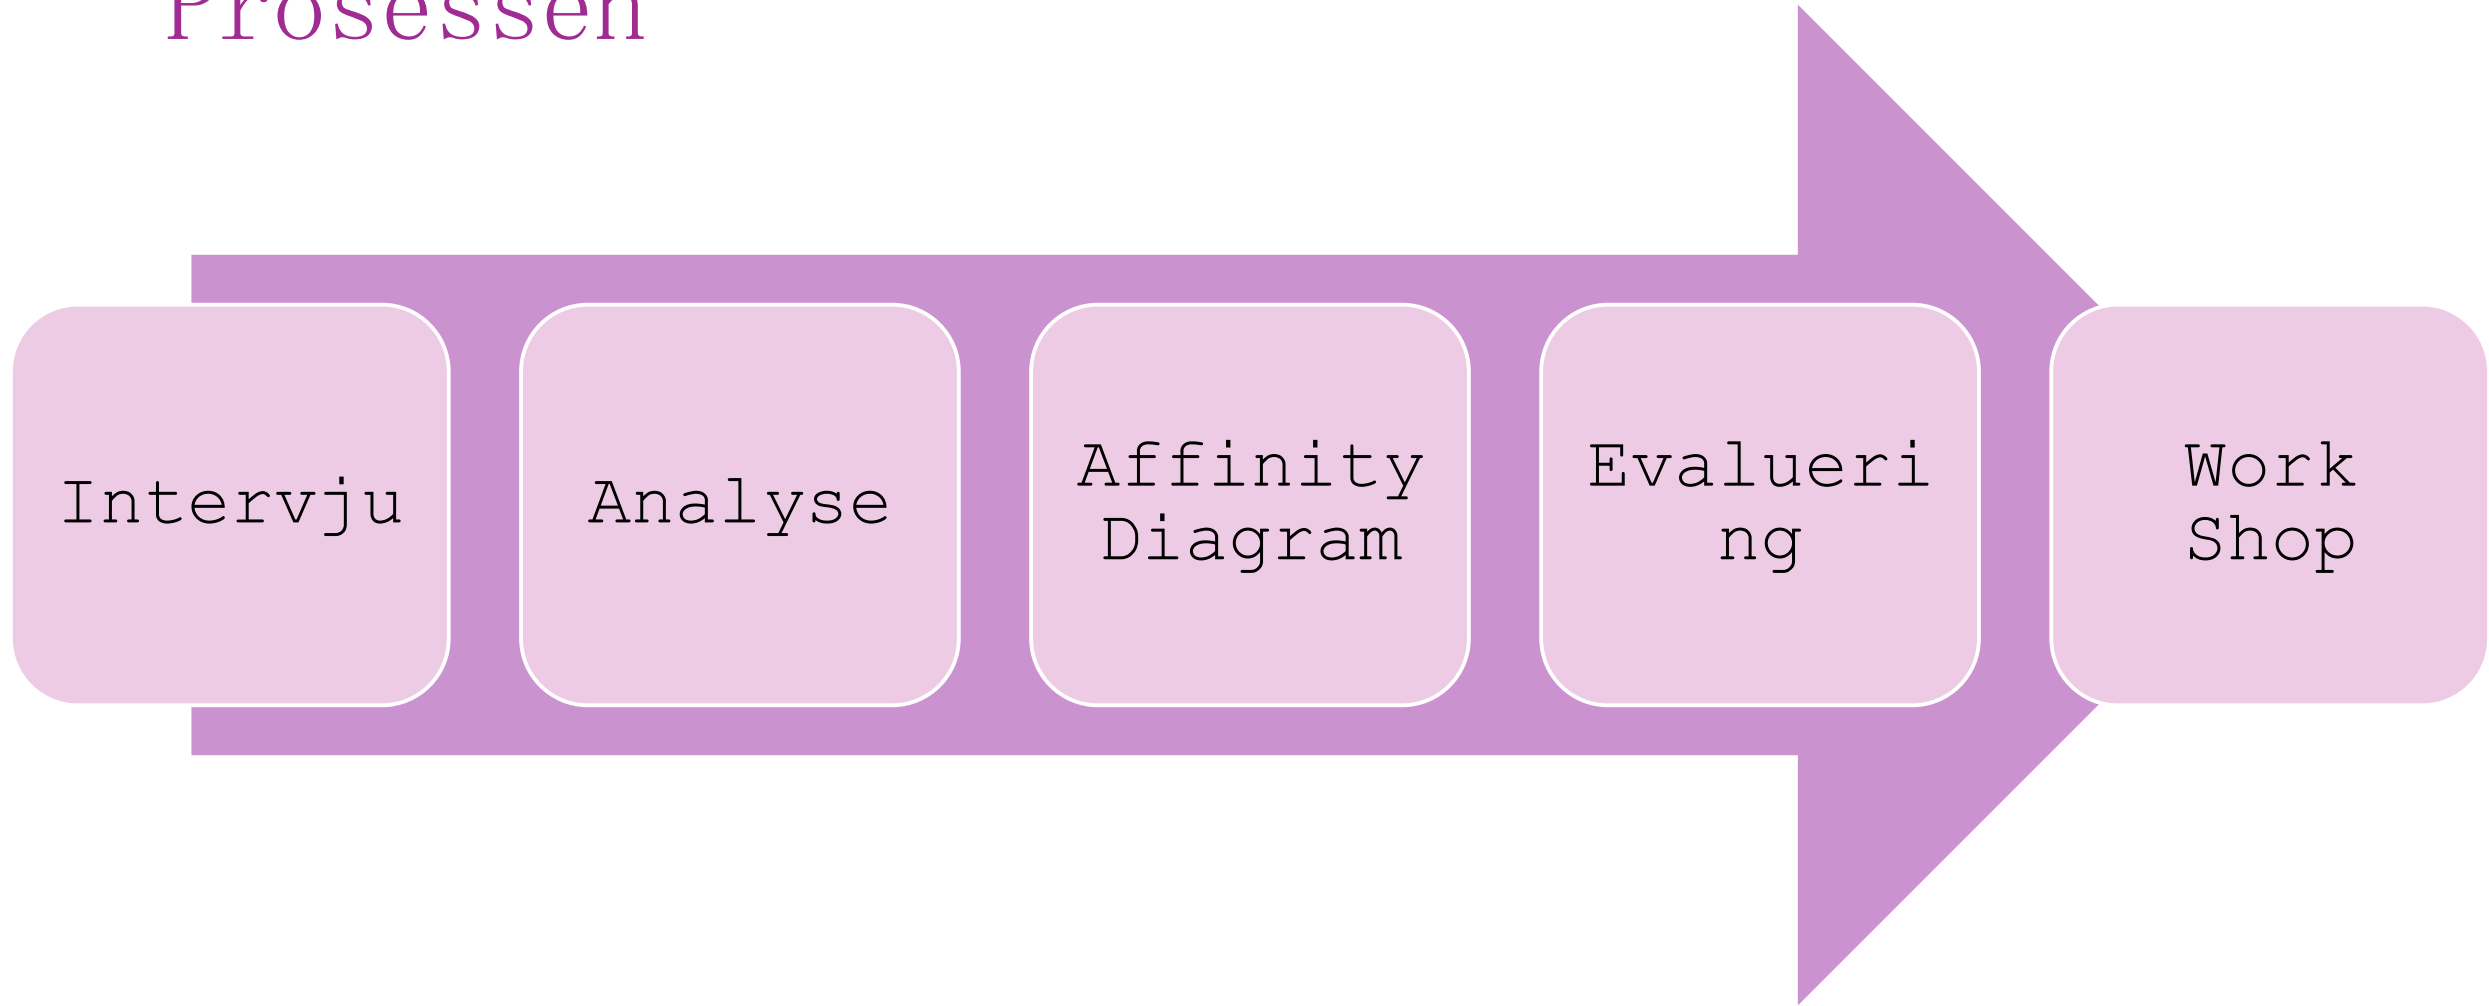 Prosessen
Intervju
Analyse
Affinity
Diagram
Evalueri
ng
Work
Shop